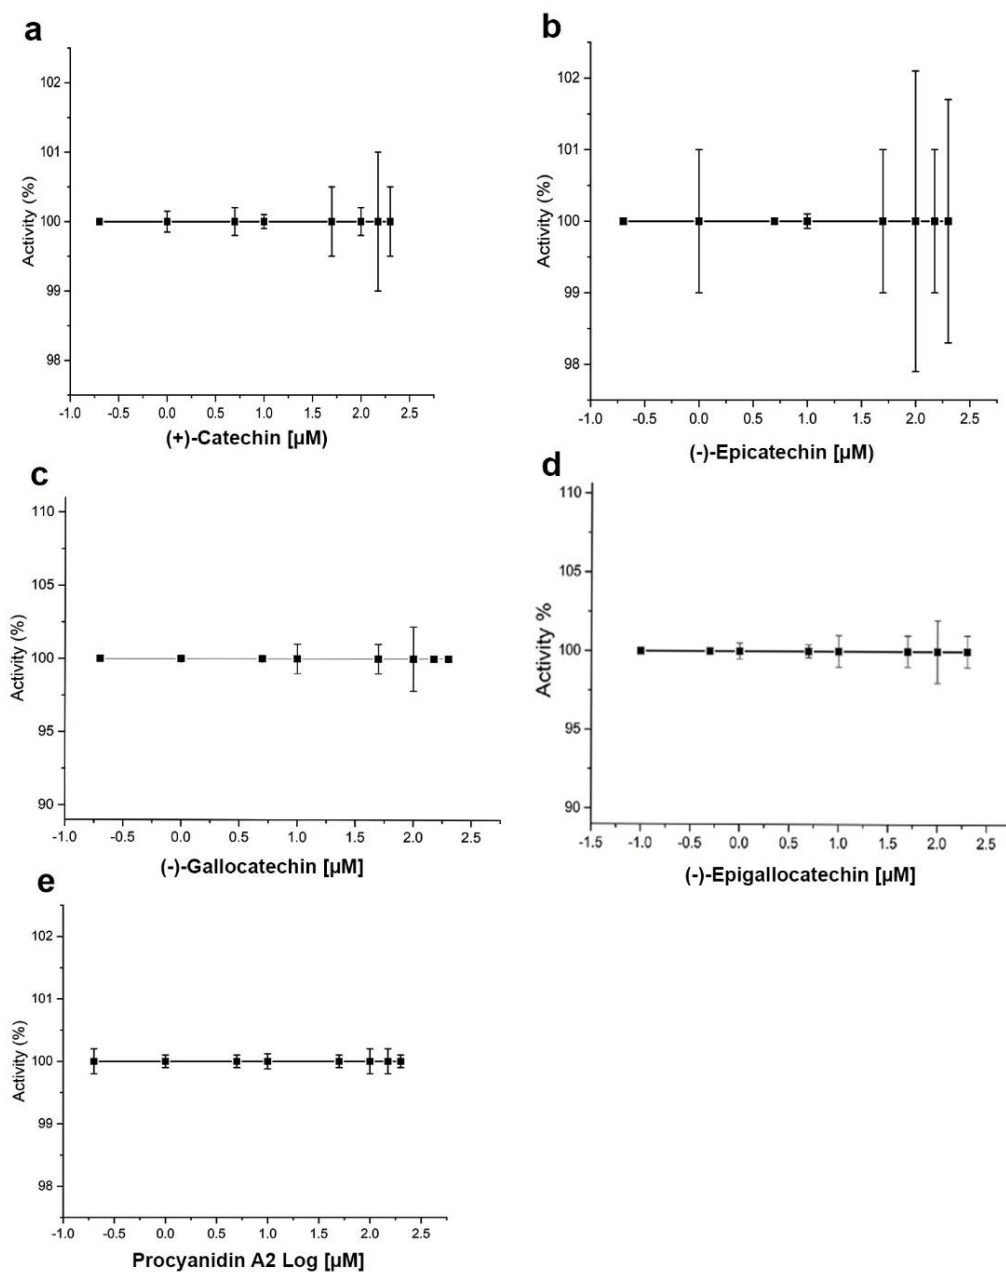 a
102
101
100
99
98
Activity (%)
-1.0 -0.5 0.0 0.5 1.0 1.5 2.0 2.5
(+)-Catechin [µM)
b
102
101
100
99
98
Activity (%)
-1.0 -0.5 0.0 0.5 1.0 1.5 2.0 2.5
(-)-Epicatechin [µM)
c
110
105
100
95
90
Activity (%)
-1.0 -0.5 0.0 0.5 1.0 1.5 2.0 2.5
(-)-Gallocatechin [µM]
d
110
105
100
95
90
Activity %
-1.5 -1.0 -0.5 0.0 0.5 1.0 1.5 2.0 2.5
(-)-Epigallocatechin [µM]
e
102
101
100
99
98
Activity (%)
-1.0 -0.5 0.0 0.5 1.0 1.5 2.0 2.5
Procyanidin A2 Log [µM]